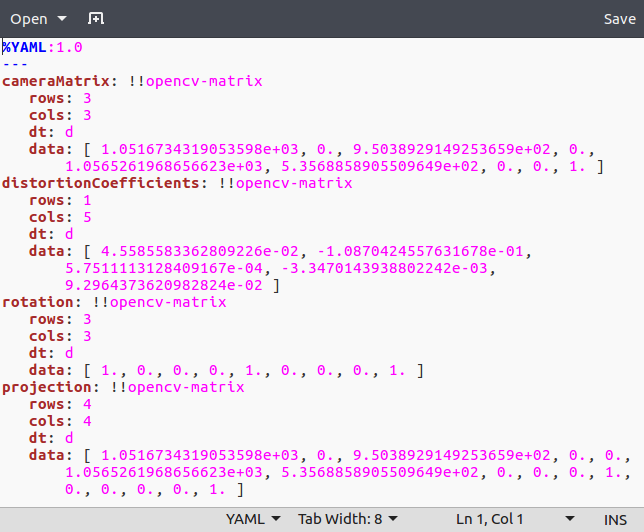 Open Save
%YAML:1.0
---
cameraMatrix: !!opencv-matrix
   rows: 3
   cols: 3
   dt: d
   data: [ 1.0516734319053598e+03, 0., 9.5038929149253659e+02, 0.,
       1.0565261968656623e+03, 5.3568858905509649e+02, 0., 0., 1. ]
distortionCoefficients: !!opencv-matrix
   rows: 1
   cols: 5
   dt: d
   data: [ 4.5585583362809226e-02, -1.0870424557631678e-01,
       5.7511113128409167e-04, -3.3470143938802242e-03,
       9.2964373620982824e-02 ]
rotation: !!opencv-matrix
   rows: 3
   cols: 3
   dt: d
   data: [ 1., 0., 0., 0., 1., 0., 0., 0., 1. ]
projection: !!opencv-matrix
   rows: 4
   cols: 4
   dt: d
   data: [ 1.0516734319053598e+03, 0., 9.5038929149253659e+02, 0., 0.,
       1.0565261968656623e+03, 5.3568858905509649e+02, 0., 0., 0., 1.,
       0., 0., 0., 0., 1. ]
YAML Tab Width: 8 Ln 1, Col 1 INS